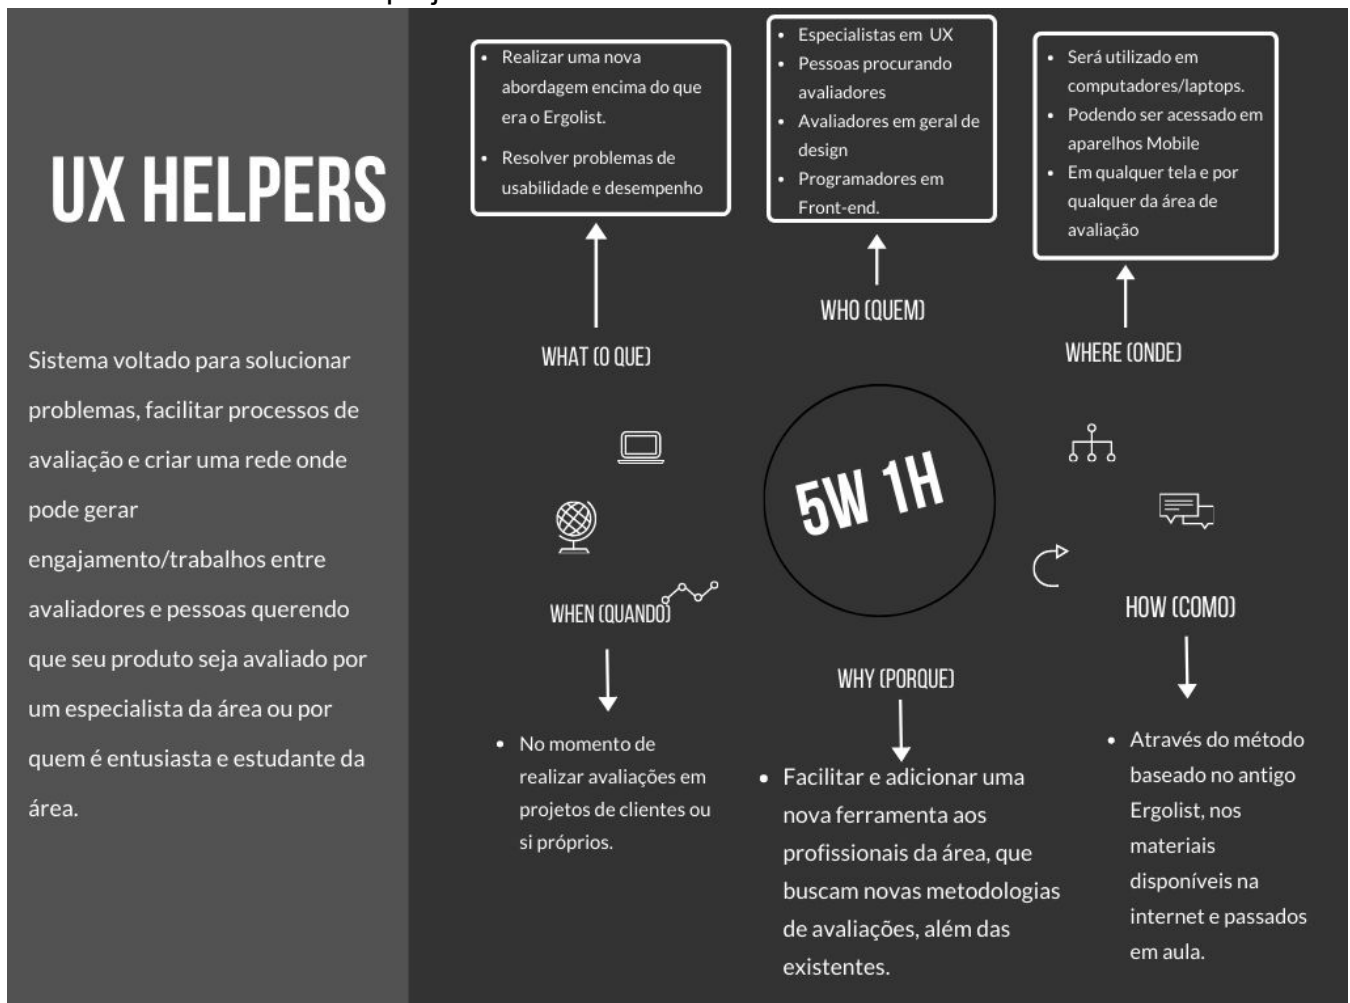 UX HELPERS
Sistema voltado para solucionar
problemas, facilitar processos de
avaliação e criar uma rede onde
pode gerar
engajamento/trabalhos entre
avaliadores e pessoas querendo
que seu produto seja avaliado por
um especialista da área ou por
quem é entusiasta e estudante da
área.
• Realizar uma nova
abordagem encima do que
era o Ergolist.
• Resolver problemas de
usabilidade e desempenho
WHAT (O QUE)
• Especialistas em UX
• Pessoas procurando
avaliadores
• Avaliadores em geral de
design
• Programadores em
Front-end.
WHO (QUEM)
• Será utilizado em
computadores/laptops.
• Podendo ser acessado em
aparelhos Mobile
• Em qualquer tela e por
qualquer da área de
avaliação
WHERE (ONDE)
5W 1H
WHEN (QUANDO)
• No momento de
realizar avaliações em
projetos de clientes ou
si próprios.
WHY (PORQUE)
• Facilitar e adicionar uma
nova ferramenta aos
profissionais da área, que
buscam novas metodologias
de avaliações, além das
existentes.
HOW (COMO)
• Através do método
baseado no antigo
Ergolist, nos
materiais
disponíveis na
internet e passados
em aula.